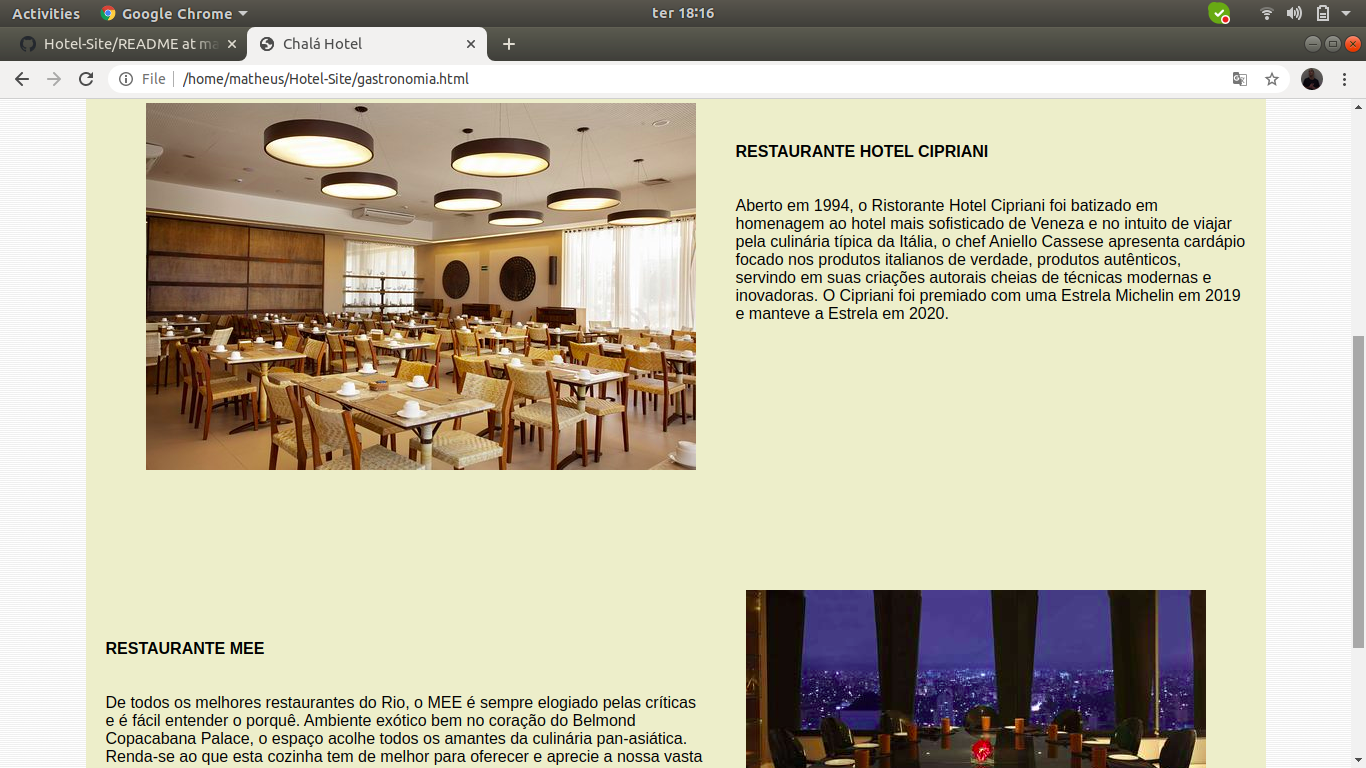 Activities
Google Chrome
ter 18:16
Hotel-Site/README at ma
Chalá Hotel
File
/home/matheus/Hotel-Site/gastronomia.html
RESTAURANTE HOTEL CIPRIANI
Aberto em 1994, o Ristorante Hotel Cipriani foi batizado em
homenagem ao hotel mais sofisticado de Veneza e no intuito de viajar
pela culinária típica da Itália, o chef Aniello Cassese apresenta cardápio
focado nos produtos italianos de verdade, produtos autênticos,
servindo em suas criações autorais cheias de técnicas modernas e
inovadoras. O Cipriani foi premiado com uma Estrela Michelin em 2019
e manteve a Estrela em 2020.
RESTAURANTE MEE
De todos os melhores restaurantes do Rio, o MEE é sempre elogiado pelas críticas
e é fácil entender o porquê. Ambiente exótico bem no coração do Belmond
Copacabana Palace, o espaço acolhe todos os amantes da culinária pan-asiática.
Renda-se ao que esta cozinha tem de melhor para oferecer e aprecie a nossa vasta